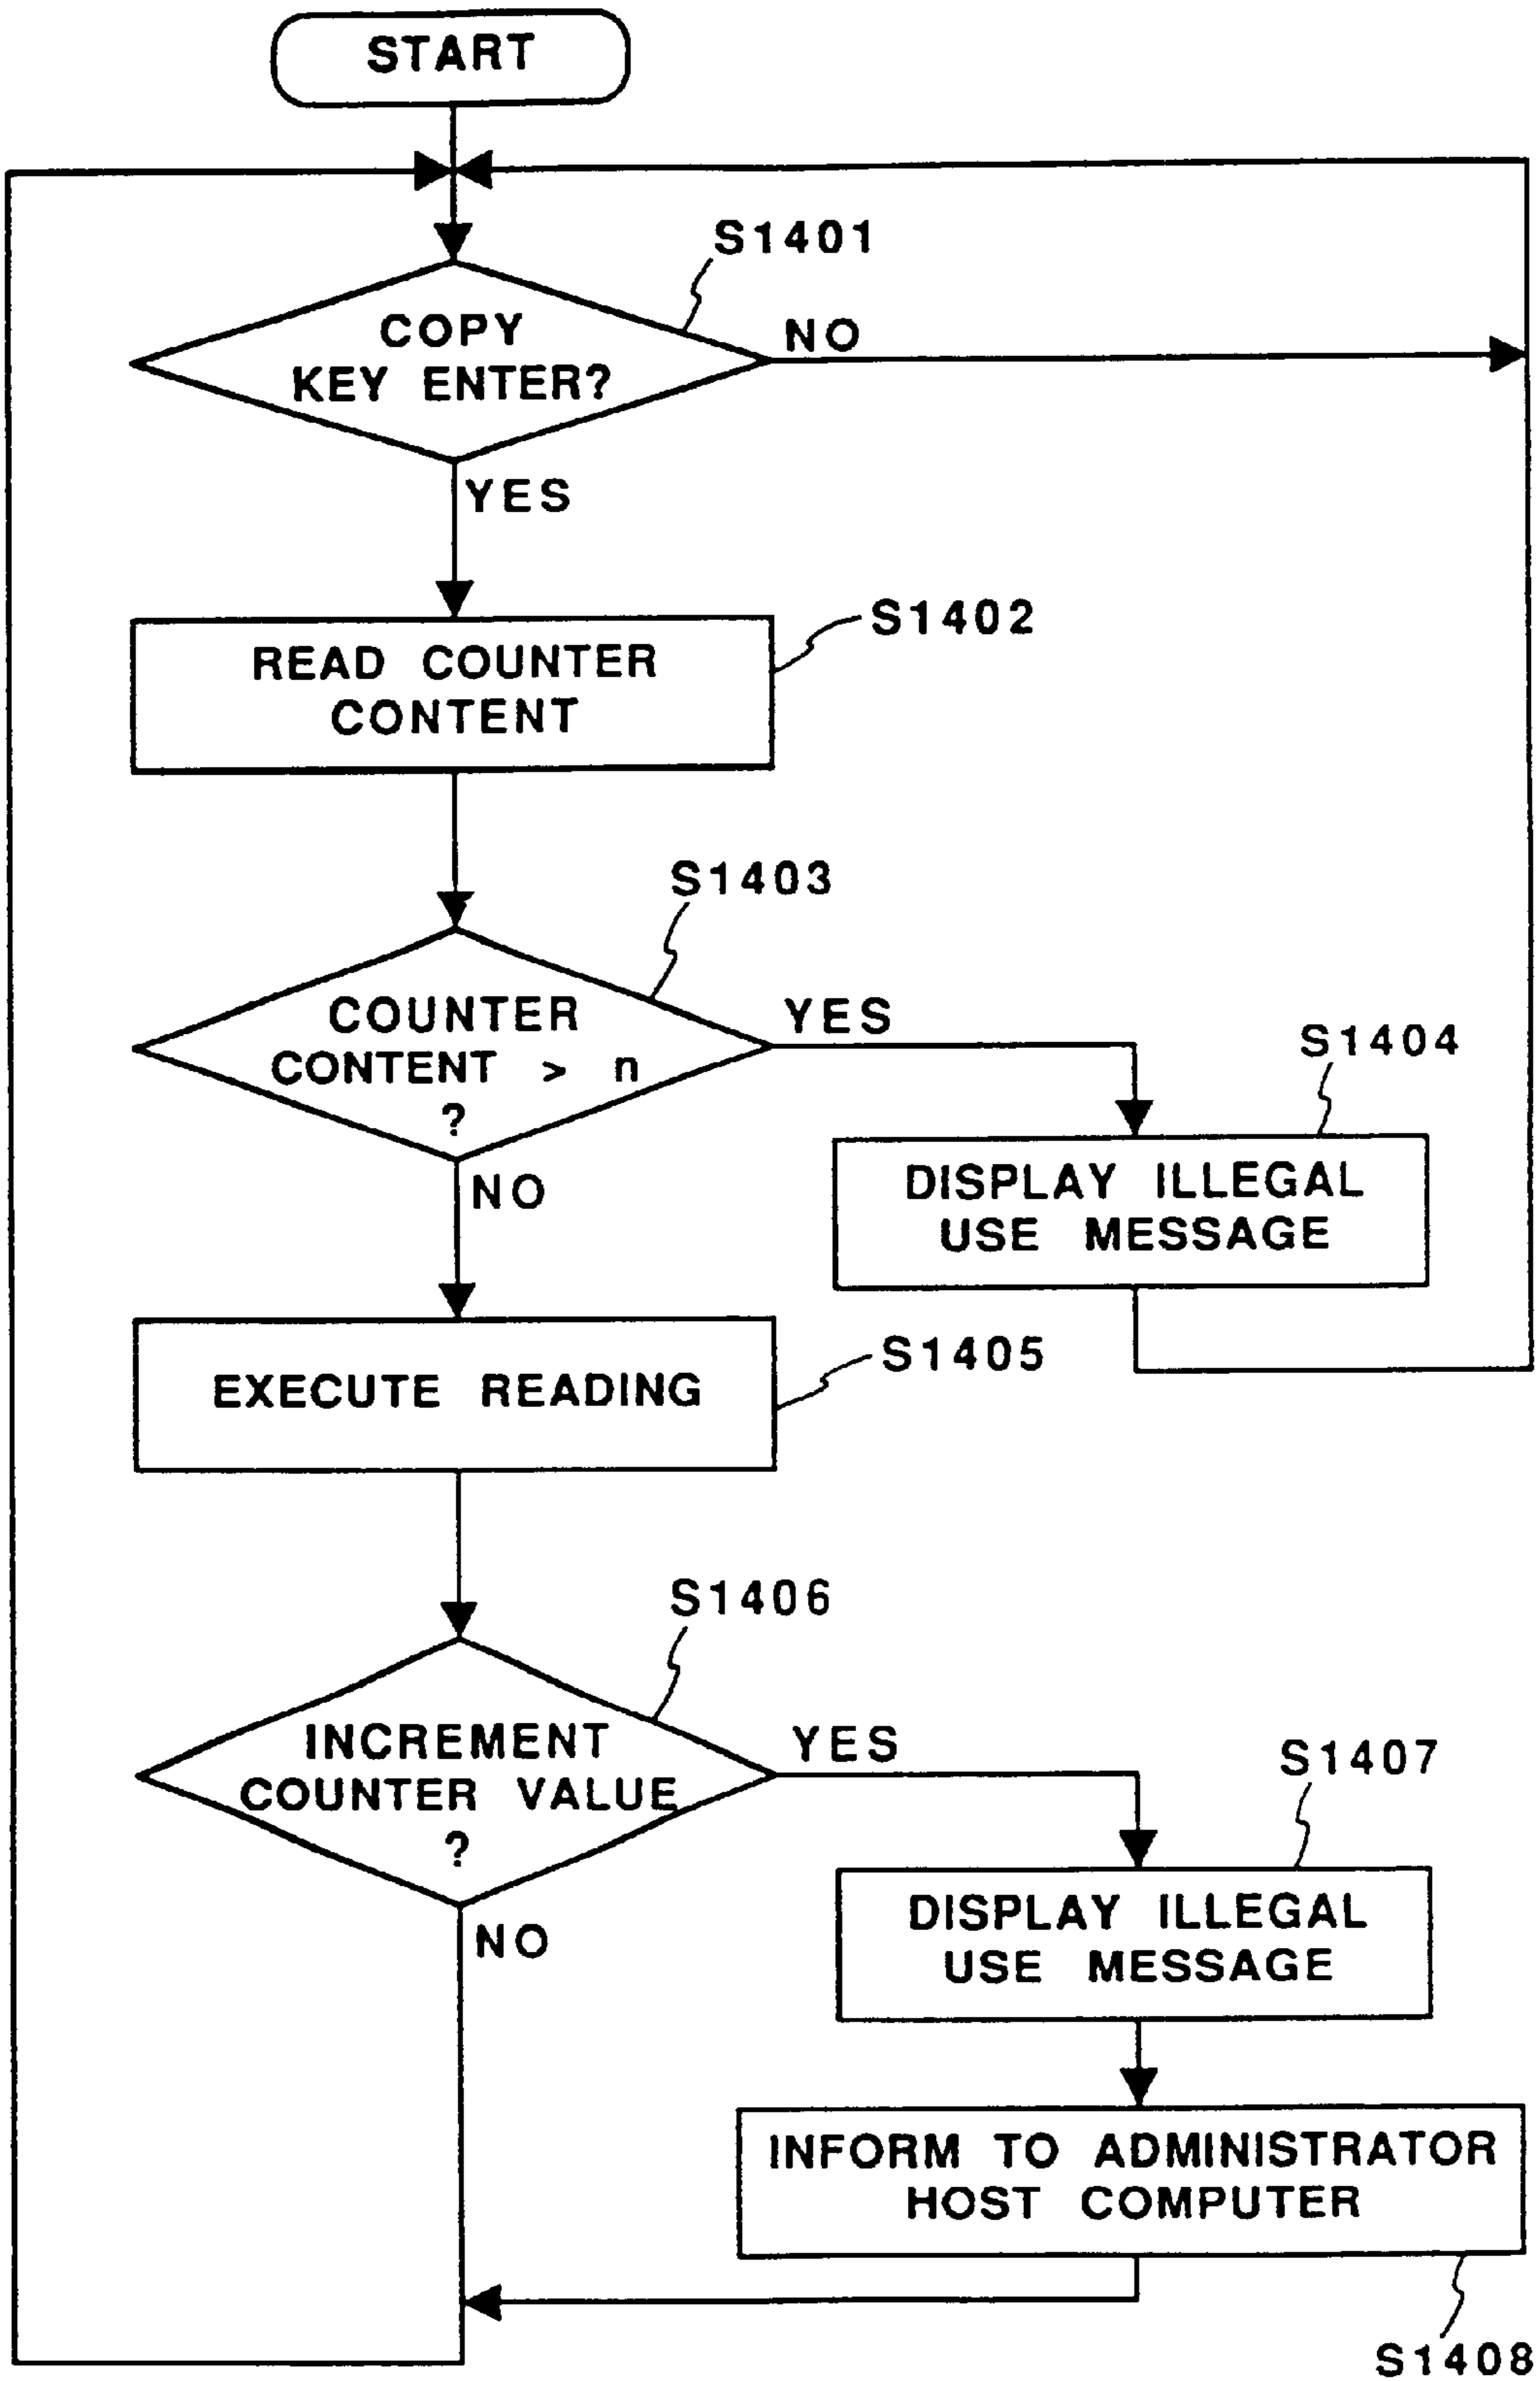 START
S1401
COPY
KEY ENTER?
NO
YES
S1402
READ COUNTER
CONTENT
S1403
COUNTER
CONTENT > n
?
YES
NO
S1404
DISPLAY ILLEGAL
USE MESSAGE
S1405
EXECUTE READING
S1406
INCREMENT
COUNTER VALUE
?
YES
NO
S1407
DISPLAY ILLEGAL
USE MESSAGE
INFORM TO ADMINISTRATOR
HOST COMPUTER
S1408